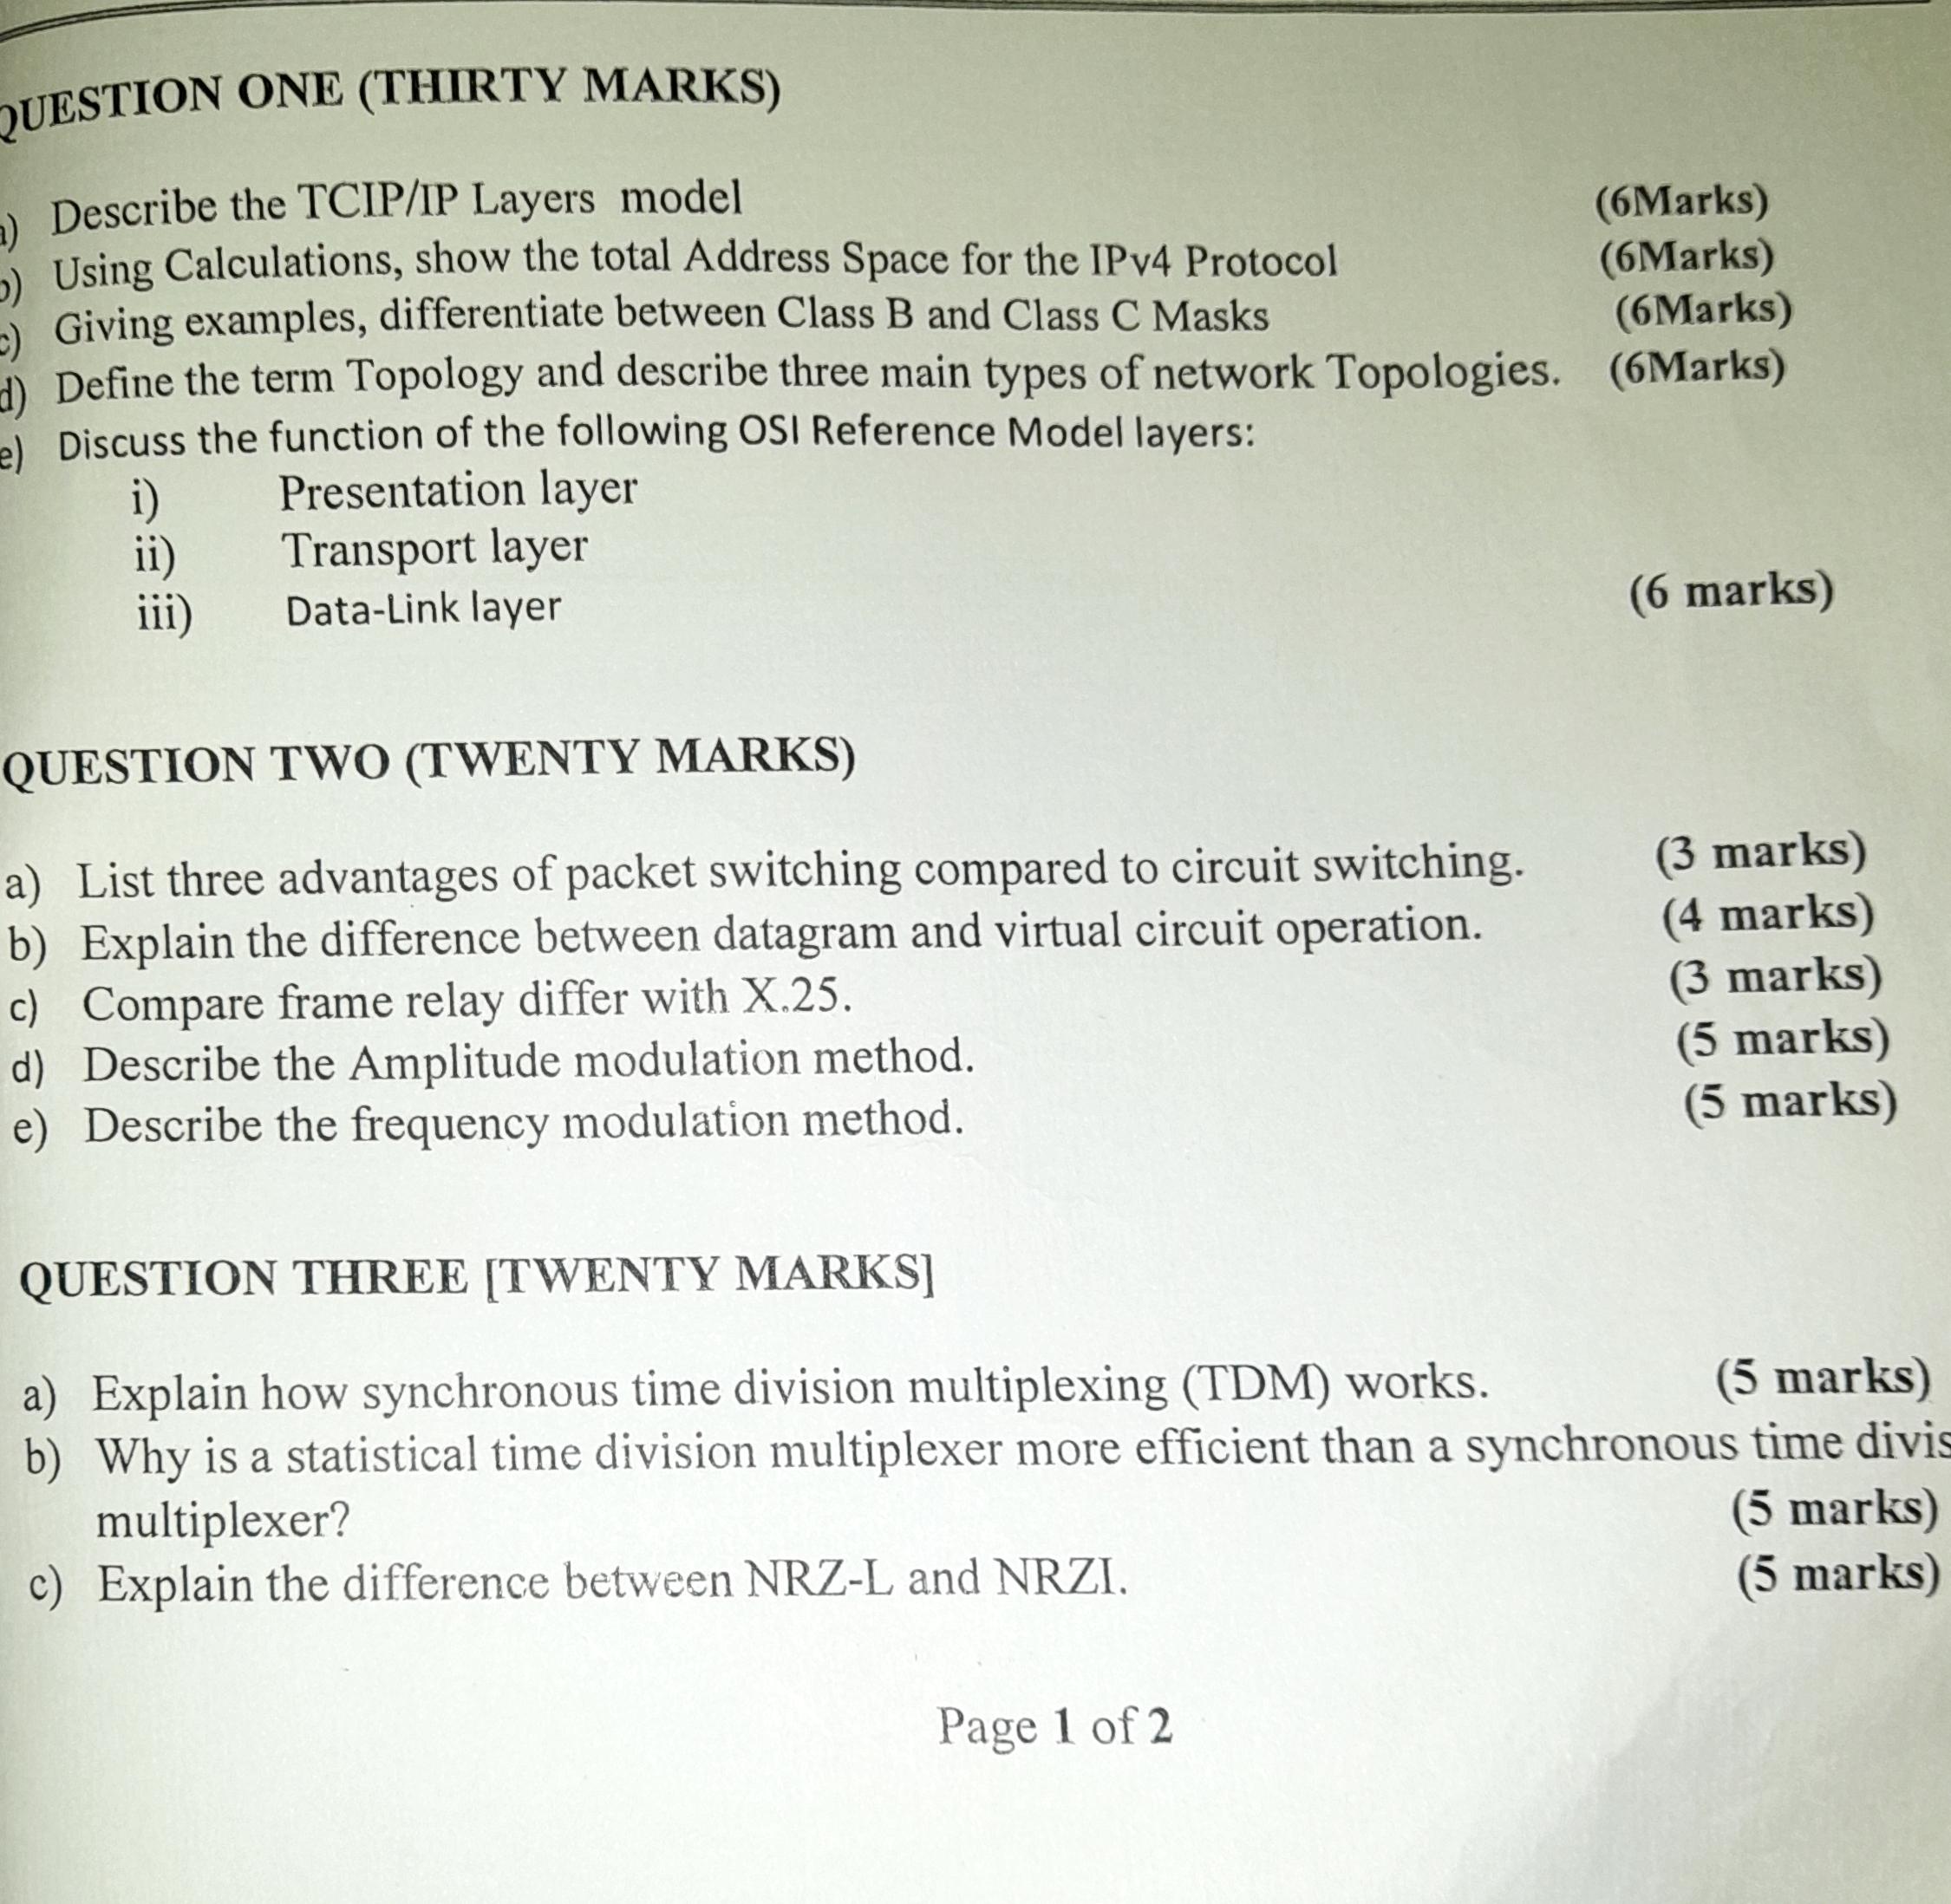 QUESTION ONE (THIRTY MARKS)
a) Describe the TCIP/IP Layers model (6Marks)
b) Using Calculations, show the total Address Space for the IPv4 Protocol (6Marks)
c) Giving examples, differentiate between Class B and Class C Masks (6Marks)
d) Define the term Topology and describe three main types of network Topologies. (6Marks)
e) Discuss the function of the following OSI Reference Model layers:
i) Presentation layer
ii) Transport layer
iii) Data-Link layer (6 marks)
QUESTION TWO (TWENTY MARKS)
a) List three advantages of packet switching compared to circuit switching. (3 marks)
b) Explain the difference between datagram and virtual circuit operation. (4 marks)
c) Compare frame relay differ with X.25. (3 marks)
d) Describe the Amplitude modulation method. (5 marks)
e) Describe the frequency modulation method. (5 marks)
QUESTION THREE [TWENTY MARKS]
a) Explain how synchronous time division multiplexing (TDM) works. (5 marks)
b) Why is a statistical time division multiplexer more efficient than a synchronous time divis
multiplexer? (5 marks)
c) Explain the difference between NRZ-L and NRZI. (5 marks)
Page 1 of 2